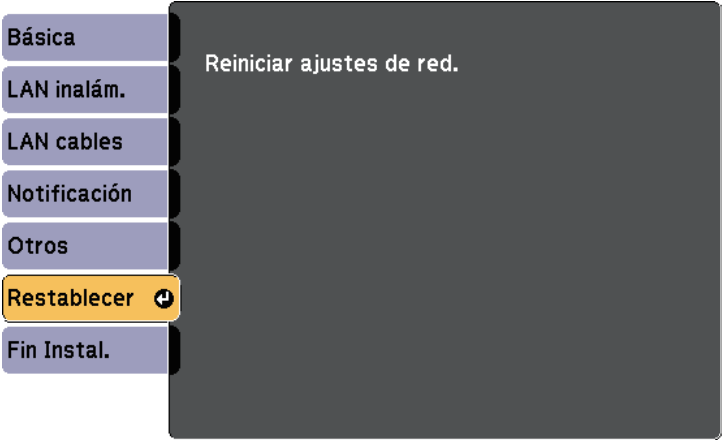 Básica
LAN inalám.
LAN cables
Notificación
Otros
Restablecer
Fin Instal.
Reiniciar ajustes de red.